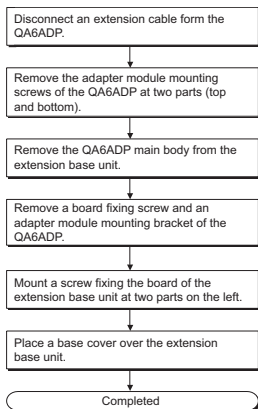 Disconnect an extension cable form the
QA6ADP.
Remove the adapter module mounting
screws of the QA6ADP at two parts (top
and bottom).
Remove the QA6ADP main body from the
extension base unit.
Remove a board fixing screw and an
adapter module mounting bracket of the
QA6ADP.
Mount a screw fixing the board of the
extension base unit at two parts on the left.
Place a base cover over the extension
base unit.
Completed